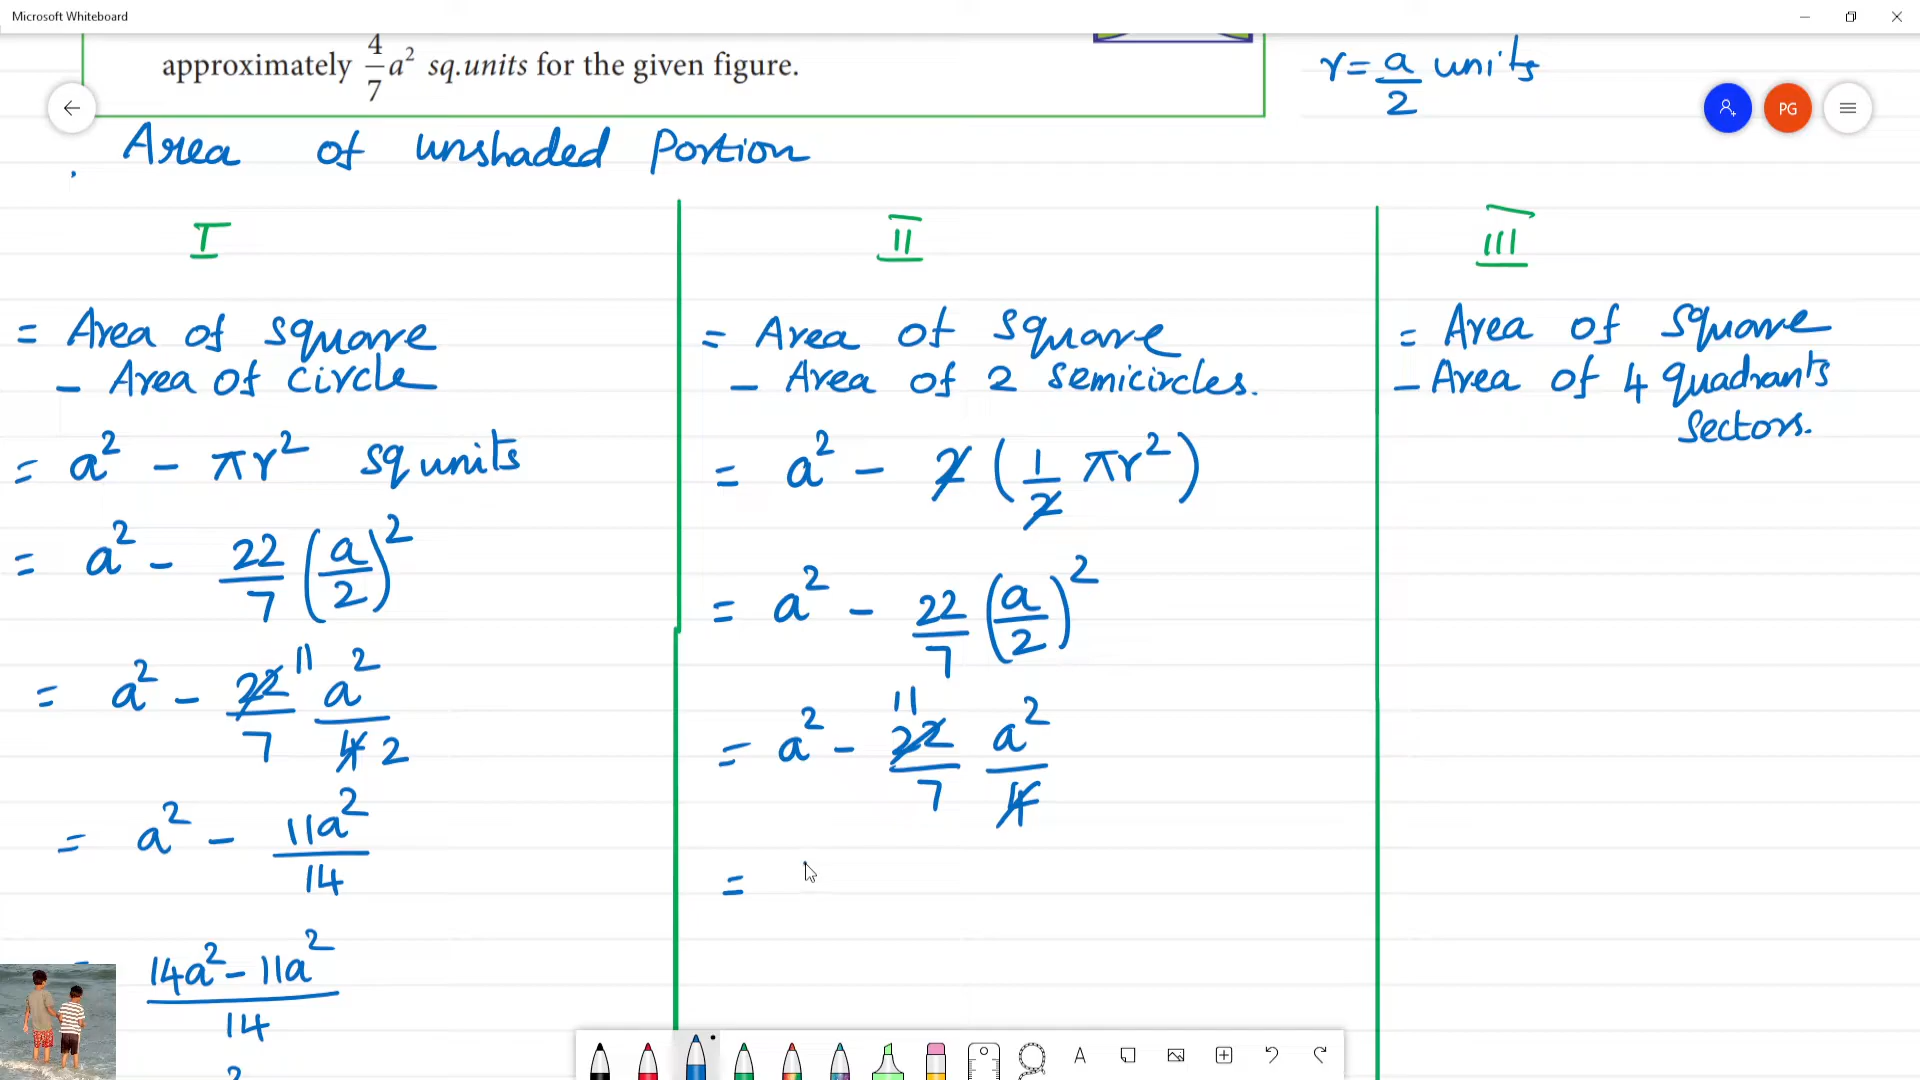 Microsoft Whiteboard
approximately 4/7 a² sq.units for the given figure.
r = a/2 units
PG
. Area of unshaded Portion
I
= Area of square
- Area of circle
= a² - πr² sq units
= a² - 22/7 (a/2)²
= a² - 22/7 11 a²/4 2
= a² - 11a²/14
= 14a² - 11a² / 14
2
II
= Area of square
- Area of 2 semicircles.
= a² - 2 (1/2 πr²)
= a² - 22/7 (a/2)²
= a² - 22/7 11 a²/4
=
III
= Area of square
- Area of 4 quadrants
sectors.
A